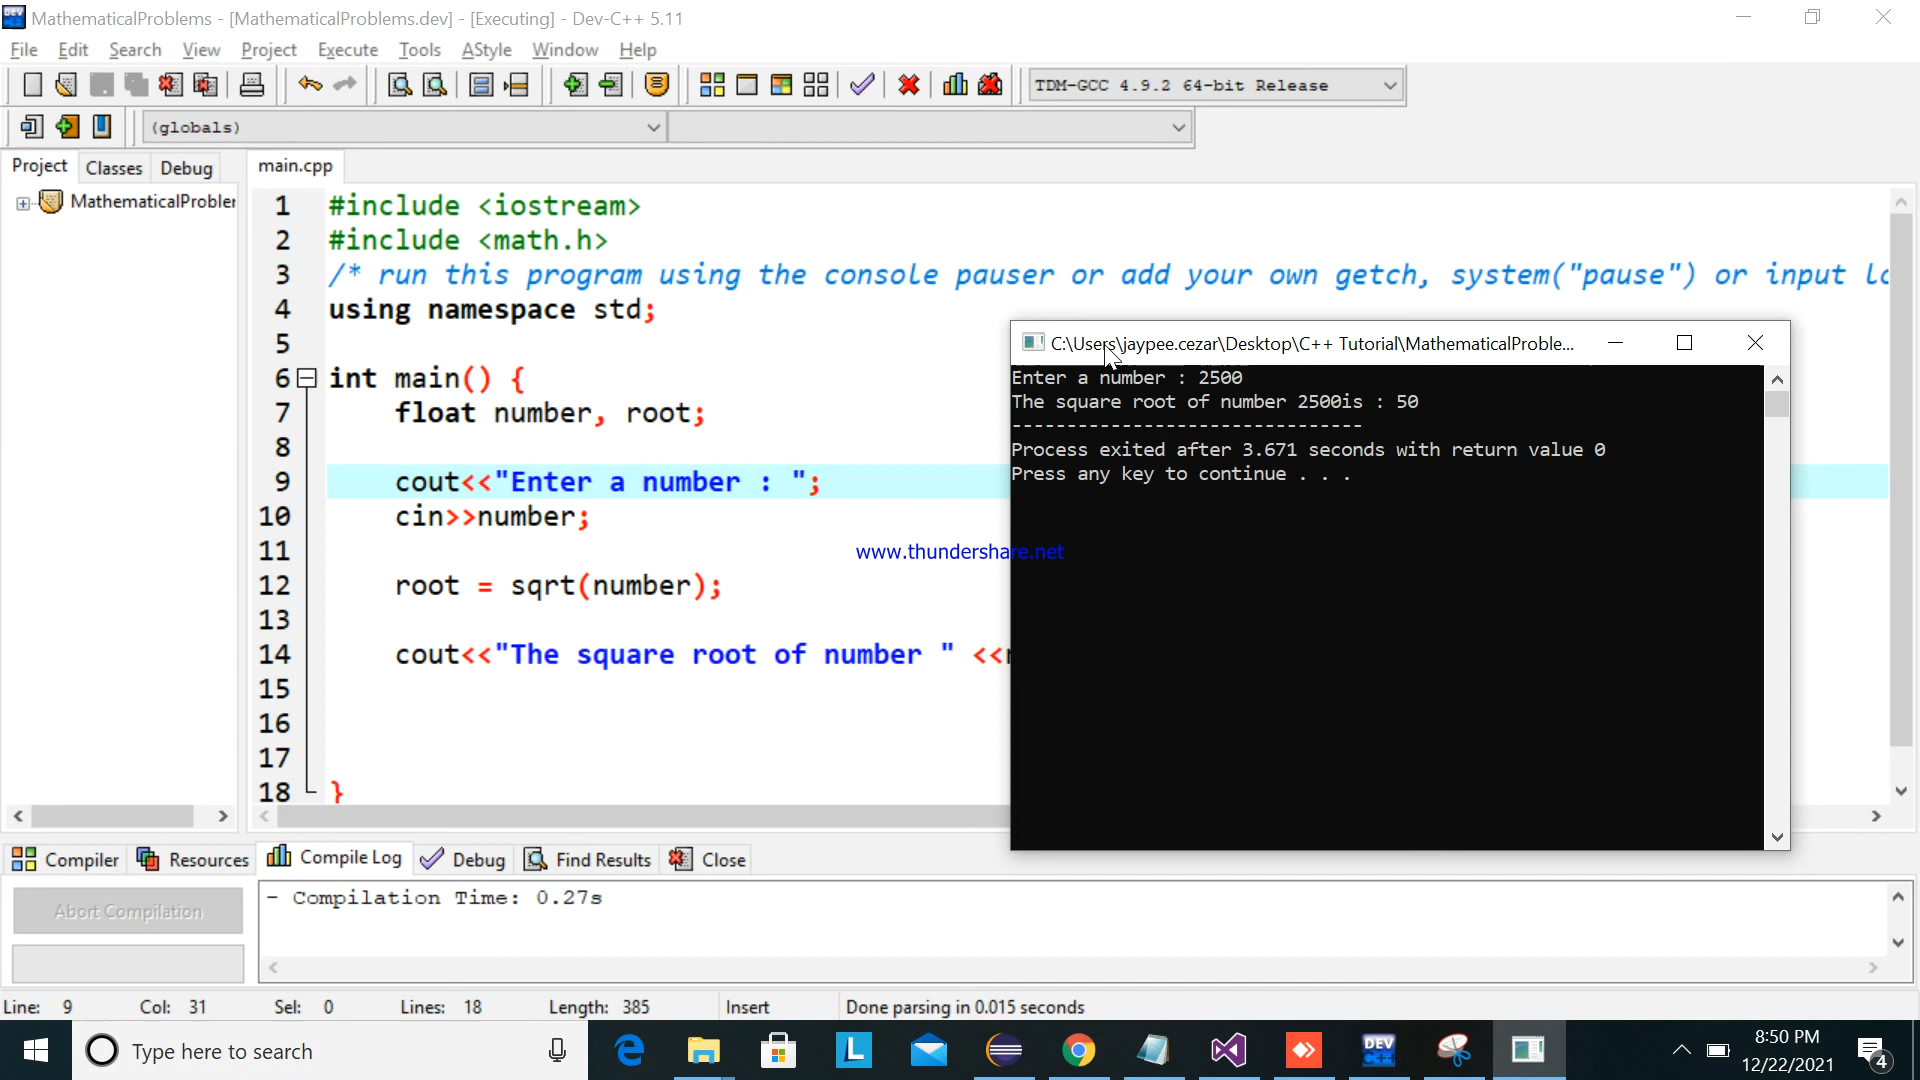 MathematicalProblems - [MathematicalProblems.dev] - [Executing] - Dev-C++ 5.11
File Edit Search View Project Execute Tools AStyle Window Help
TDM-GCC 4.9.2 64-bit Release
(globals)
Project Classes Debug
main.cpp
MathematicalProbler
1 #include <iostream>
2 #include <math.h>
3 /* run this program using the console pauser or add your own getch, system("pause") or input lo
4 using namespace std;
5
6 int main() {
7 float number, root;
8
9 cout<<"Enter a number : ";
10 cin>>number;
11
12 root = sqrt(number);
13
14 cout<<"The square root of number " <<
15
16
17
18 }
C:\Users\jaypee.cezar\Desktop\C++ Tutorial\MathematicalProble...
Enter a number : 2500
The square root of number 2500is : 50
--------------------------------
Process exited after 3.671 seconds with return value 0
Press any key to continue . . .
www.thundershare.net
Compiler Resources Compile Log Debug Find Results Close
Abort Compilation
- Compilation Time: 0.27s
Line: 9 Col: 31 Sel: 0 Lines: 18 Length: 385 Insert Done parsing in 0.015 seconds
Type here to search
L
DEV
C++
8:50 PM
12/22/2021
4